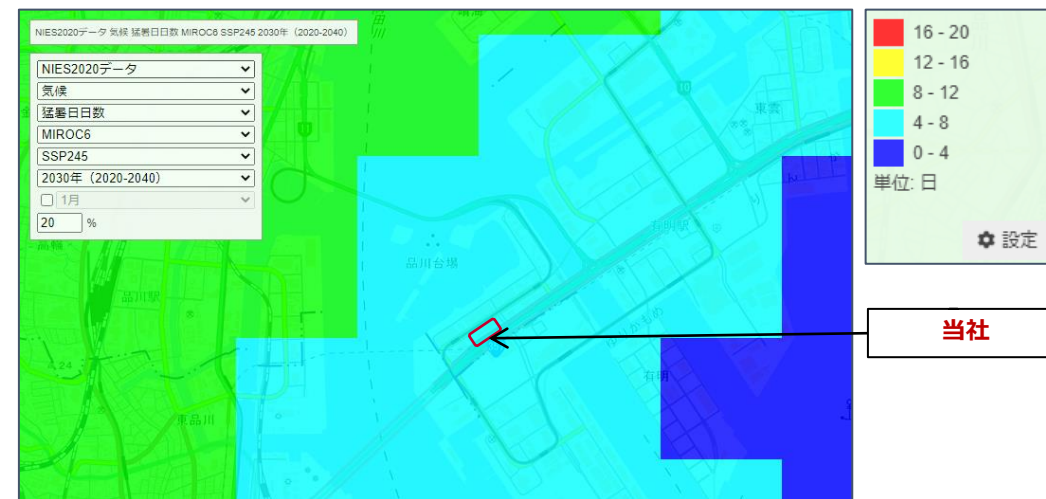 NIES2020データ 気候 猛暑日日数 MIROC6 SSP245 2030年 (2020-2040)
NIES2020データ
気候
猛暑日日数
MIROC6
SSP245
2030年 (2020-2040)
1月
20 %
16 - 20
12 - 16
8 - 12
4 - 8
0 - 4
単位: 日
設定
当社
東雲
10
有明駅
品川台場
高輪
品川駅
有明
24
東品川